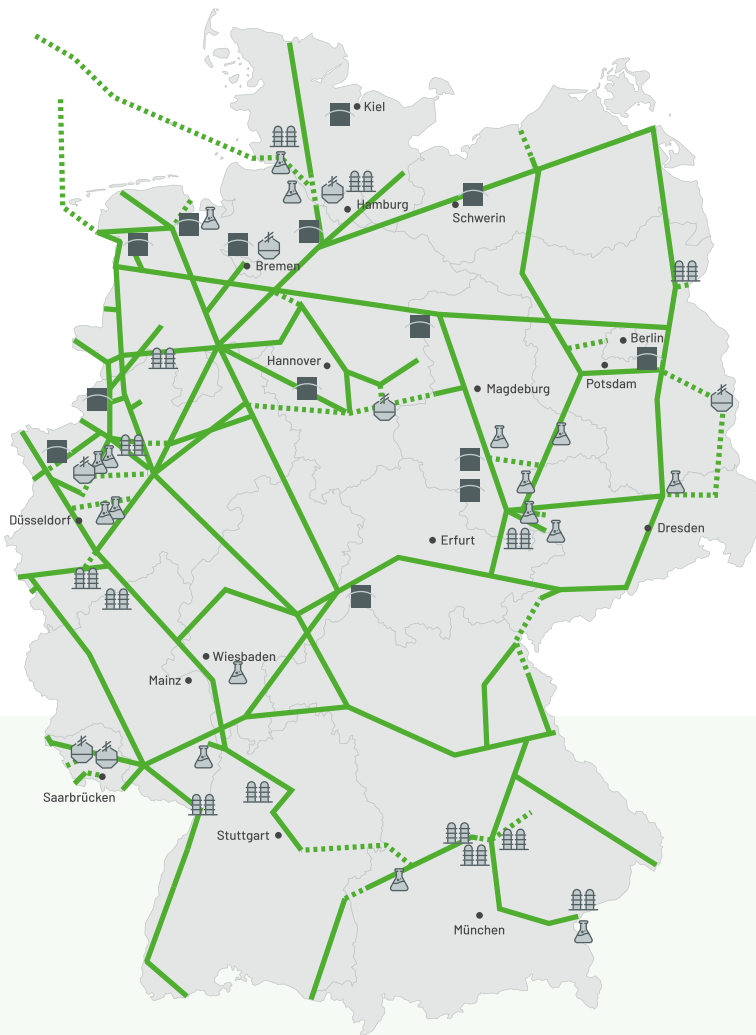 Kiel
Hamburg
Schwerin
Bremen
Berlin
Hannover
Potsdam
Magdeburg
Düsseldorf
Dresden
Erfurt
Wiesbaden
Mainz
Saarbrücken
Stuttgart
München